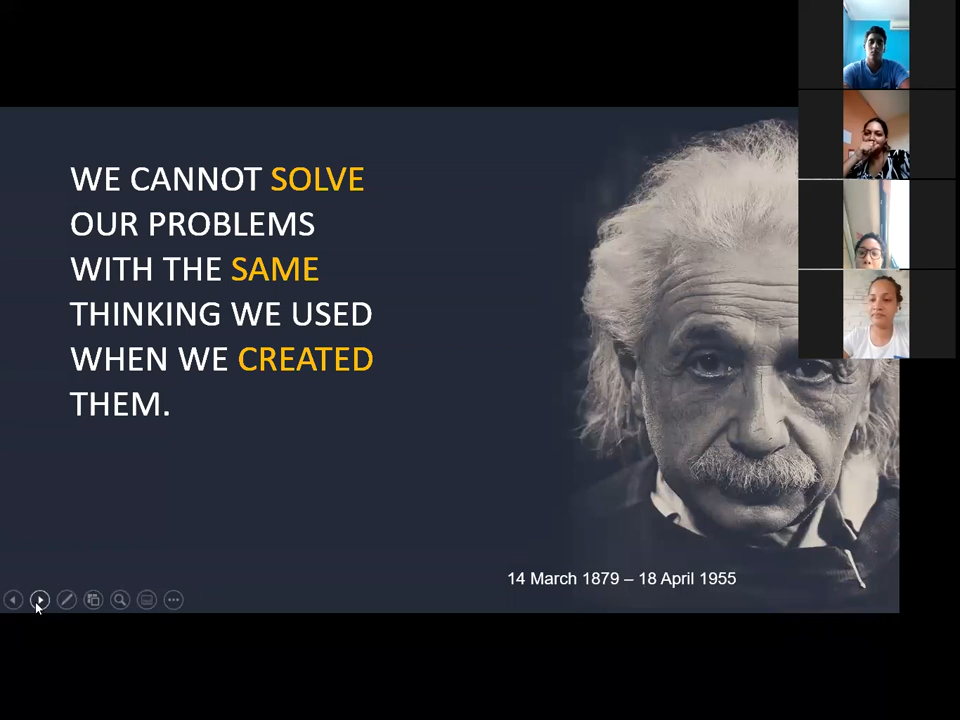 WE CANNOT SOLVE
OUR PROBLEMS
WITH THE SAME
THINKING WE USED
WHEN WE CREATED
THEM.
14 March 1879 – 18 April 1955